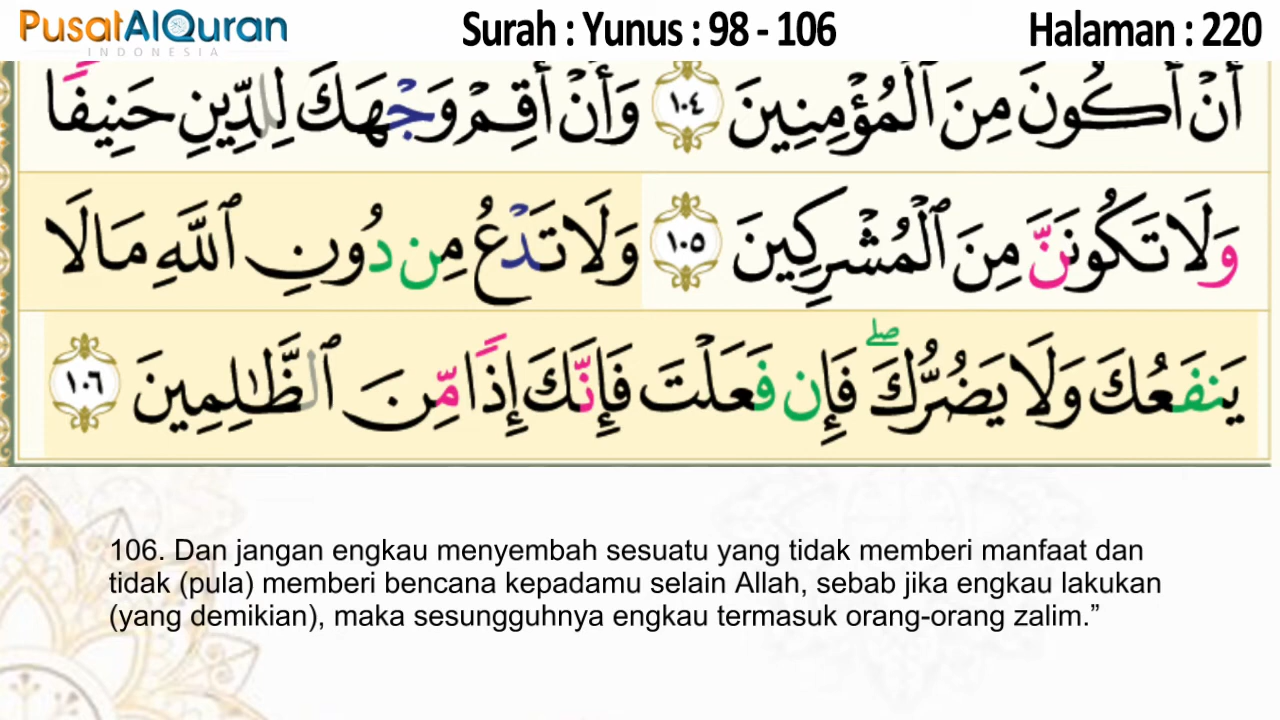 PusatAlQuran
INDONESIA
Surah : Yunus : 98 - 106
Halaman : 220
أَنْ أَكُونَ مِنَ ٱلْمُؤْمِنِينَ ١٠٤ وَأَنْ أَقِمْ وَجْهَكَ لِلدِّينِ حَنِيفًا
وَلَا تَكُونَنَّ مِنَ ٱلْمُشْرِكِينَ ١٠٥ وَلَا تَدْعُ مِن دُونِ ٱللَّهِ مَا لَا
يَنفَعُكَ وَلَا يَضُرُّكَ ۖ فَإِن فَعَلْتَ فَإِنَّكَ إِذًا مِّنَ ٱلظَّٰلِمِينَ ١٠٦
106. Dan jangan engkau menyembah sesuatu yang tidak memberi manfaat dan
tidak (pula) memberi bencana kepadamu selain Allah, sebab jika engkau lakukan
(yang demikian), maka sesungguhnya engkau termasuk orang-orang zalim.”